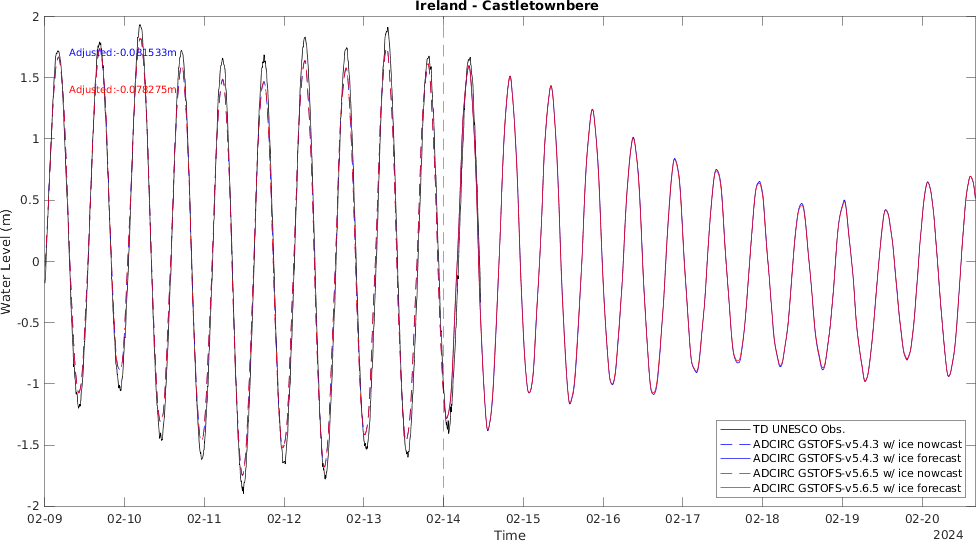 Ireland - Castletownbere
Adjusted:-0.081533m
Adjusted:-0.078275m
Water Level (m)
2
1.5
1
0.5
0
-0.5
-1
-1.5
-2
TD UNESCO Obs.
ADCIRC GSTOFS-v5.4.3 w/ ice nowcast
ADCIRC GSTOFS-v5.4.3 w/ ice forecast
ADCIRC GSTOFS-v5.6.5 w/ ice nowcast
ADCIRC GSTOFS-v5.6.5 w/ ice forecast
02-09 02-10 02-11 02-12 02-13 02-14 02-15 02-16 02-17 02-18 02-19 02-20
Time
2024